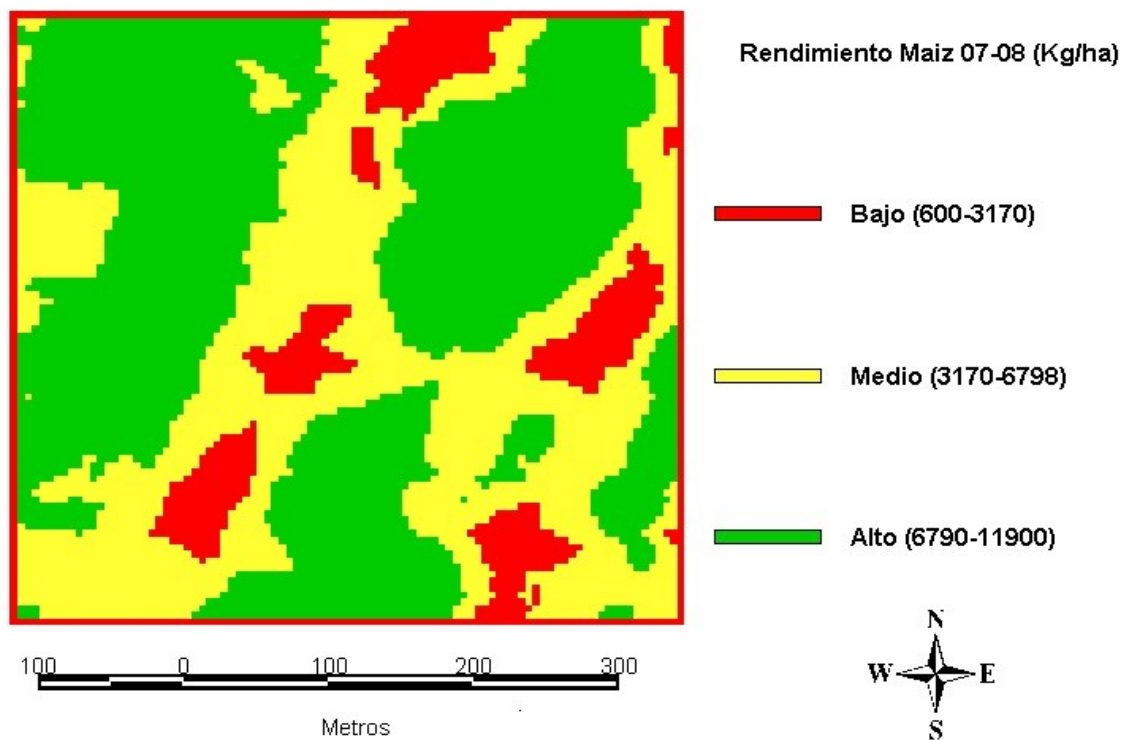 Rendimiento Maiz 07-08 (Kg/ha)
Bajo (600-3170)
Medio (3170-6798)
Alto (6790-11900)
100 0 100 200 300
Metros
N
W E
S